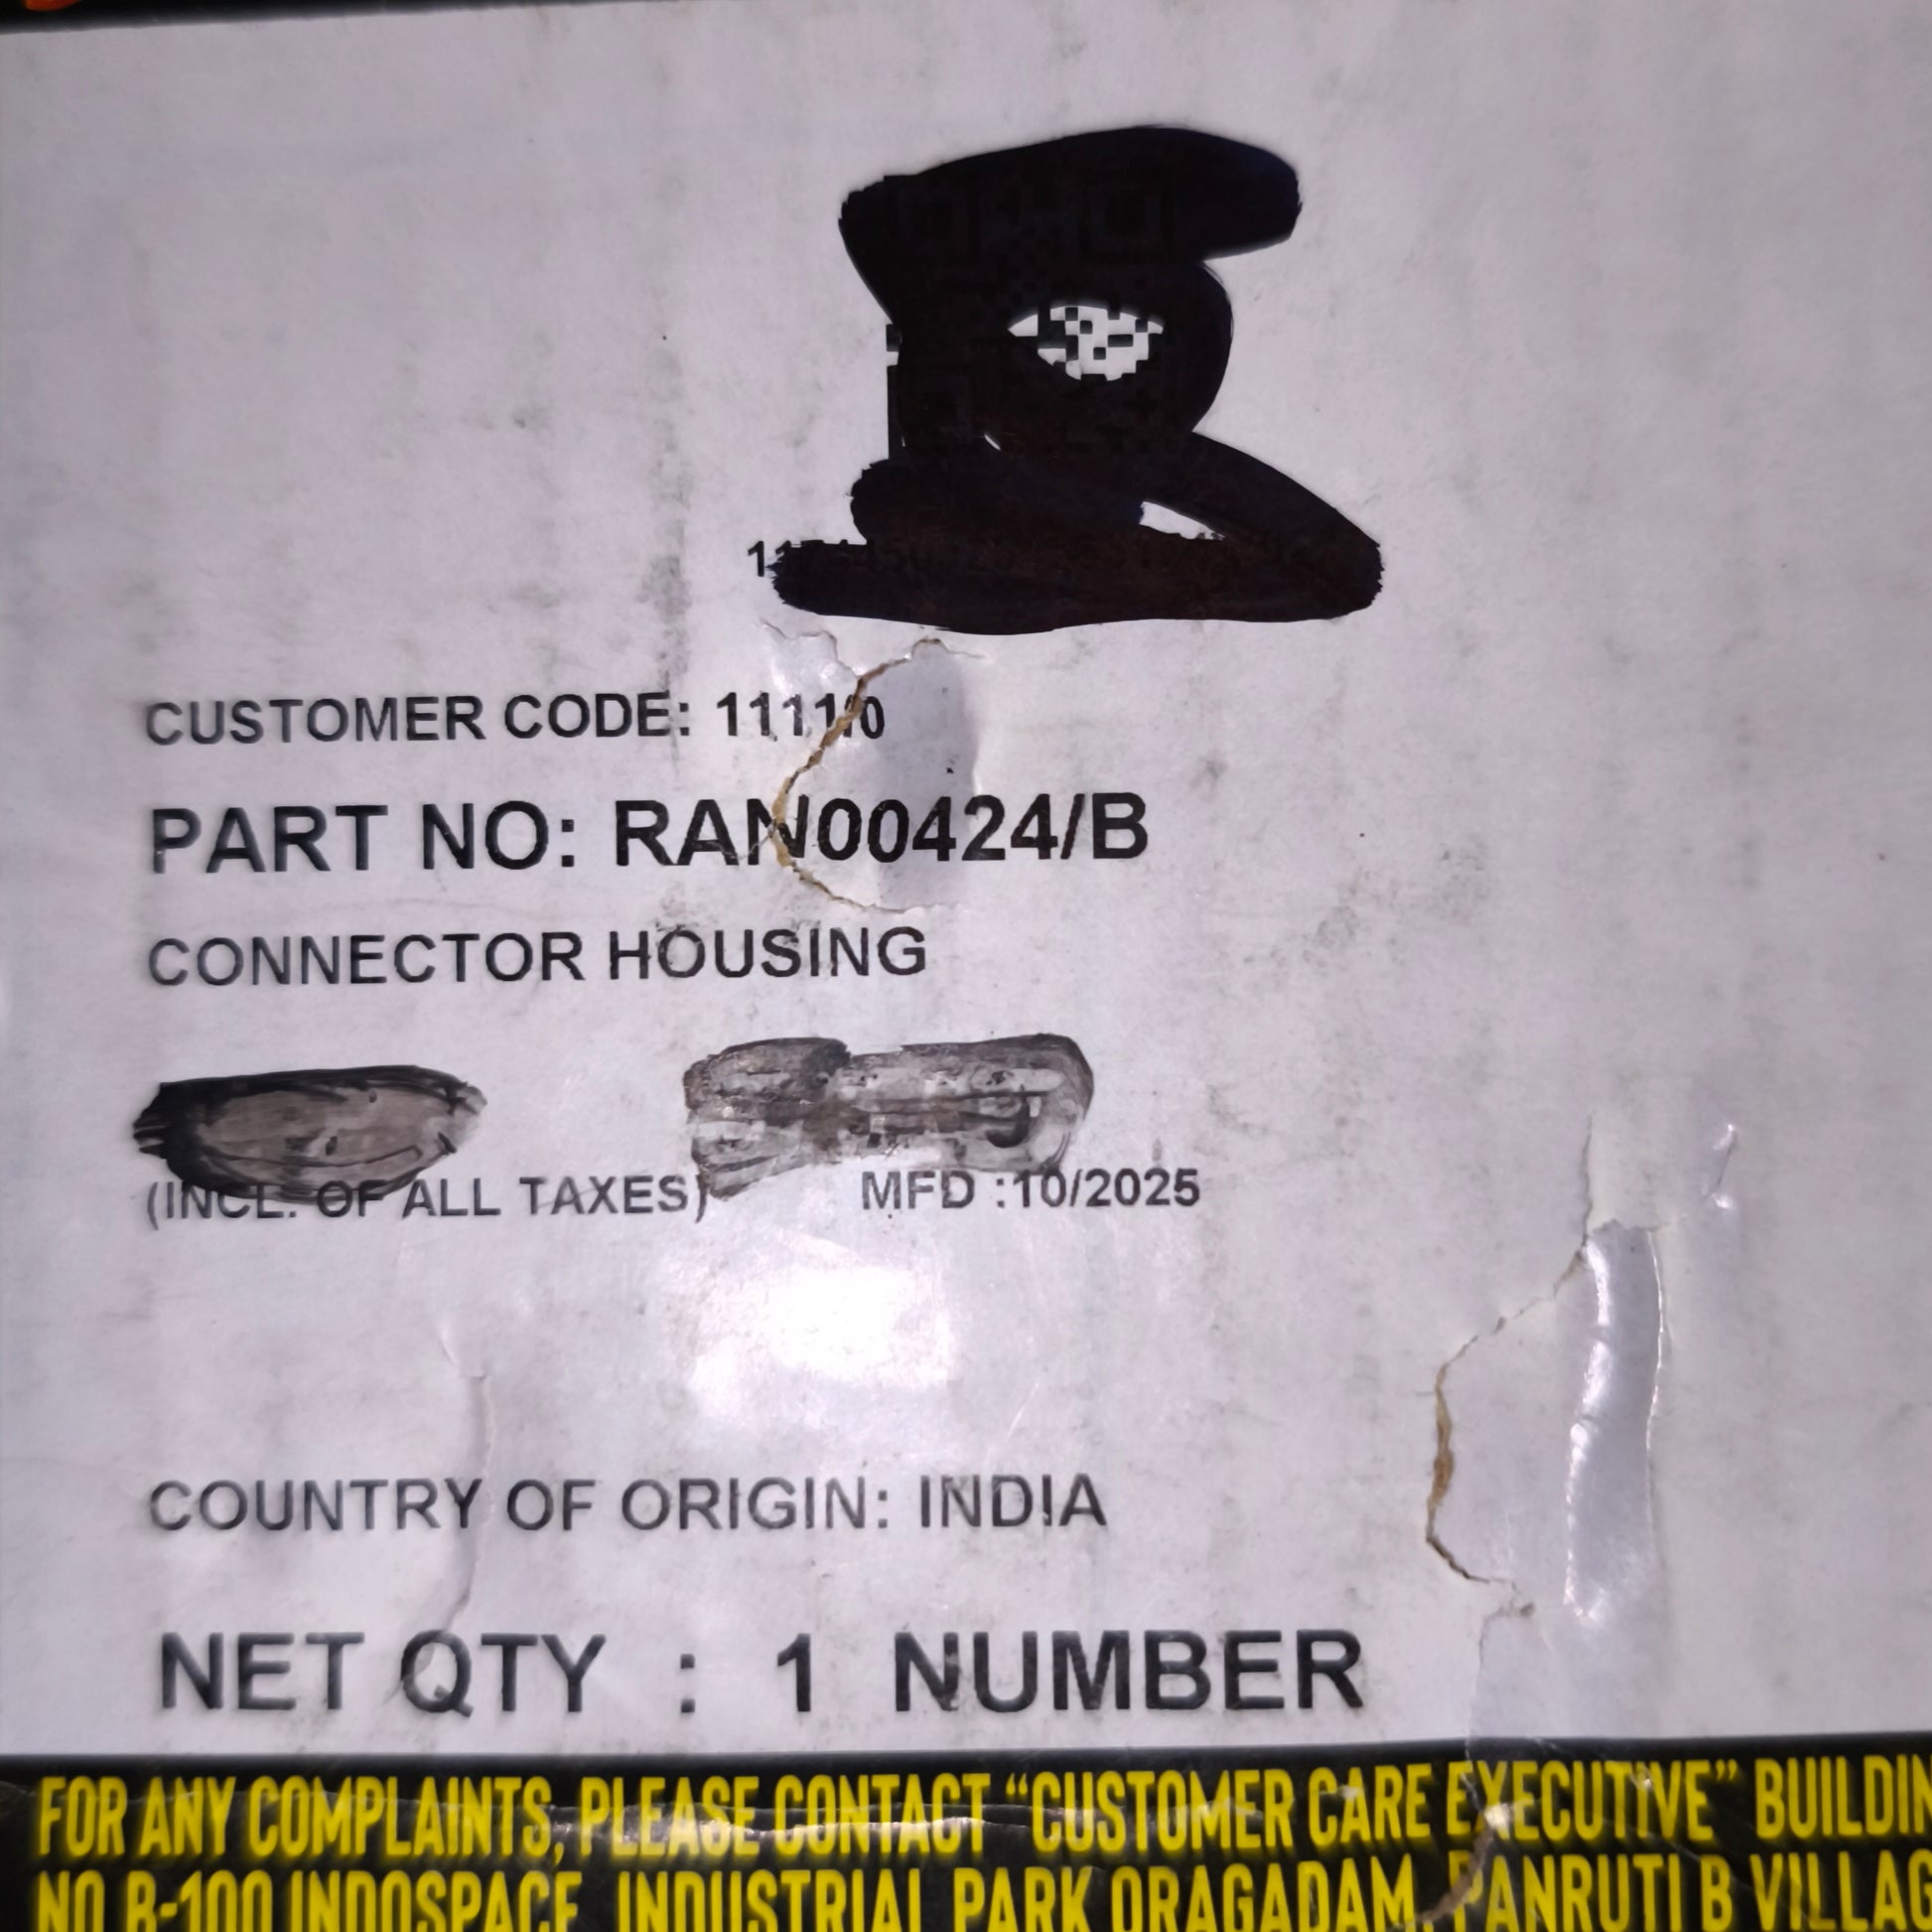 CUSTOMER CODE: 11110
PART NO: RAN00424/B
CONNECTOR HOUSING
(INCL. OF ALL TAXES) MFD :10/2025
COUNTRY OF ORIGIN: INDIA
NET QTY : 1 NUMBER
FOR ANY COMPLAINTS, PLEASE CONTACT “CUSTOMER CARE EXECUTIVE”
NO B-100 INDOSPACE INDUSTRIAL PARK ORAGADAM, PANRUTI B